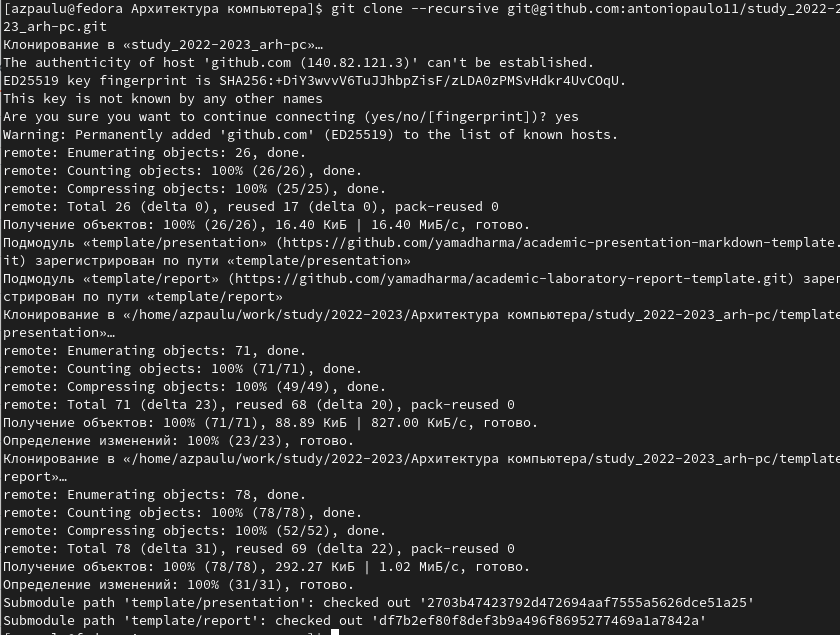 [azpaulu@fedora Архитектура компьютера]$ git clone --recursive git@github.com:antoniopaulo11/study_2022-2
23_arh-pc.git
Клонирование в «study_2022-2023_arh-pc»…
The authenticity of host 'github.com (140.82.121.3)' can't be established.
ED25519 key fingerprint is SHA256:+DiY3wvvV6TuJJhbpZisF/zLDA0zPMSvHdkr4UvCOqU.
This key is not known by any other names
Are you sure you want to continue connecting (yes/no/[fingerprint])? yes
Warning: Permanently added 'github.com' (ED25519) to the list of known hosts.
remote: Enumerating objects: 26, done.
remote: Counting objects: 100% (26/26), done.
remote: Compressing objects: 100% (25/25), done.
remote: Total 26 (delta 0), reused 17 (delta 0), pack-reused 0
Получение объектов: 100% (26/26), 16.40 КиБ | 16.40 МиБ/с, готово.
Подмодуль «template/presentation» (https://github.com/yamadharma/academic-presentation-markdown-template.
it) зарегистрирован по пути «template/presentation»
Подмодуль «template/report» (https://github.com/yamadharma/academic-laboratory-report-template.git) зарег
стрирован по пути «template/report»
Клонирование в «/home/azpaulu/work/study/2022-2023/Архитектура компьютера/study_2022-2023_arh-pc/template
presentation»…
remote: Enumerating objects: 71, done.
remote: Counting objects: 100% (71/71), done.
remote: Compressing objects: 100% (49/49), done.
remote: Total 71 (delta 23), reused 68 (delta 20), pack-reused 0
Получение объектов: 100% (71/71), 88.89 КиБ | 827.00 КиБ/с, готово.
Определение изменений: 100% (23/23), готово.
Клонирование в «/home/azpaulu/work/study/2022-2023/Архитектура компьютера/study_2022-2023_arh-pc/template
report»…
remote: Enumerating objects: 78, done.
remote: Counting objects: 100% (78/78), done.
remote: Compressing objects: 100% (52/52), done.
remote: Total 78 (delta 31), reused 69 (delta 22), pack-reused 0
Получение объектов: 100% (78/78), 292.27 КиБ | 1.02 МиБ/с, готово.
Определение изменений: 100% (31/31), готово.
Submodule path 'template/presentation': checked out '2703b47423792d472694aaf7555a5626dce51a25'
Submodule path 'template/report': checked out 'df7b2ef80f8def3b9a496f8695277469a1a7842a'